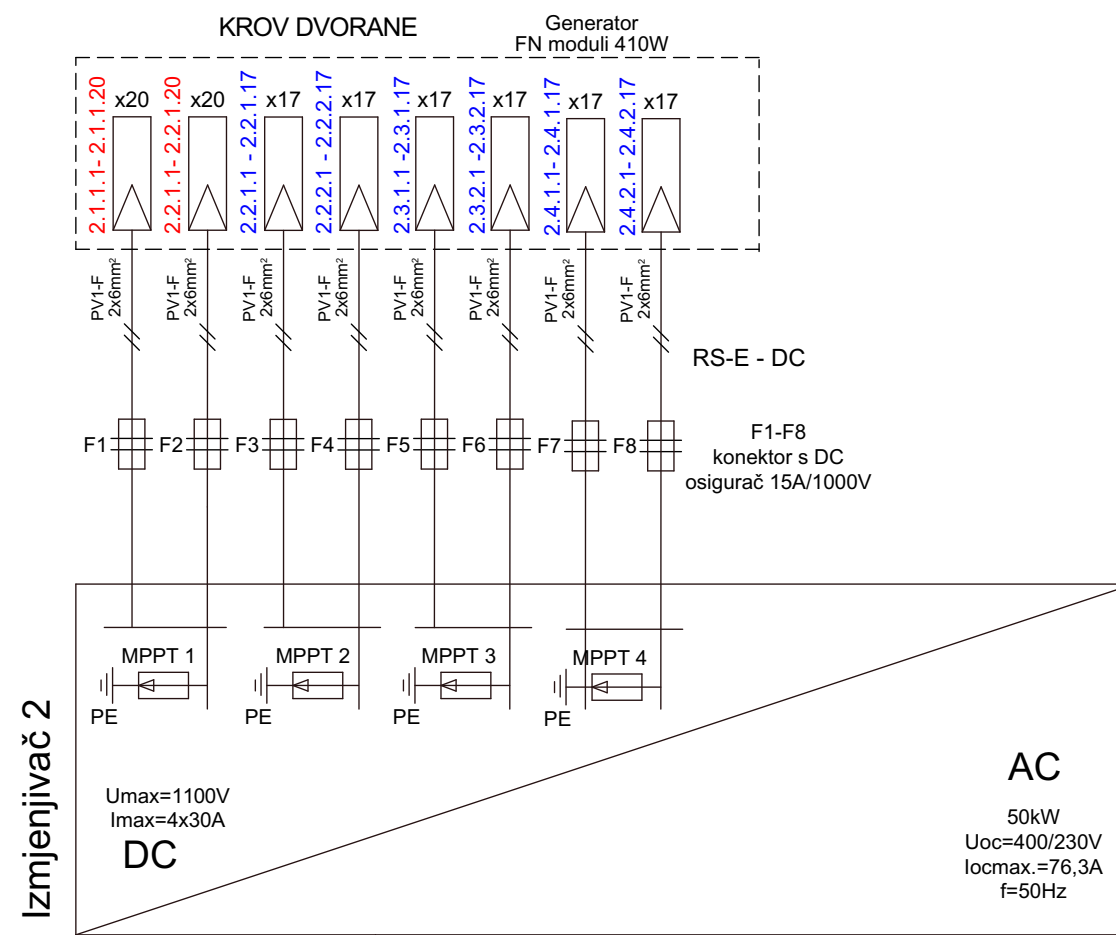 KROV DVORANE
Generator
FN moduli 410W
2.1.1.1- 2.1.1.20
x20
2.2.1.1- 2.2.1.20
x20
2.2.1.1 - 2.2.1.17
x17
2.2.2.1 - 2.2.2.17
x17
2.3.1.1 -2.3.1.17
x17
2.3.2.1 -2.3.2.17
x17
2.4.1.1- 2.4.1.17
x17
2.4.2.1- 2.4.2.17
x17
PV1-F
2x6mm²
PV1-F
2x6mm²
PV1-F
2x6mm²
PV1-F
2x6mm²
PV1-F
2x6mm²
PV1-F
2x6mm²
PV1-F
2x6mm²
PV1-F
2x6mm²
RS-E - DC
F1
F2
F3
F4
F5
F6
F7
F8
F1-F8
konektor s DC
osigurač 15A/1000V
MPPT 1
MPPT 2
MPPT 3
MPPT 4
PE
PE
PE
PE
Izmjenjivač 2
Umax=1100V
Imax=4x30A
DC
AC
50kW
Uoc=400/230V
Iocmax.=76,3A
f=50Hz